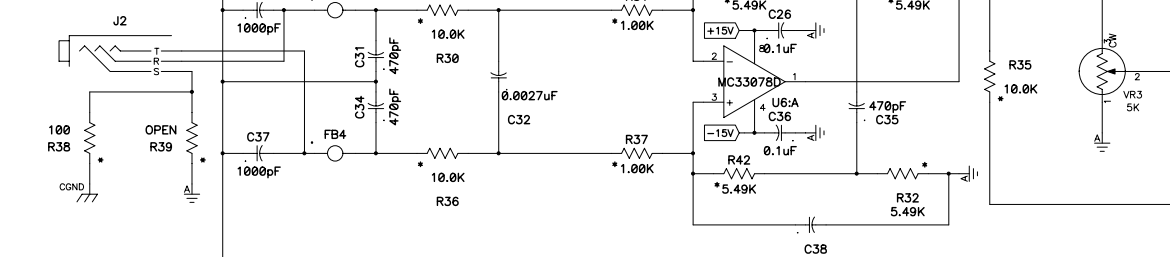 *5.49K
*5.49K
J2
1000pF
*
10.0K
R30
*1.00K
C26
+15V
8
0.1uF
A
C31
470pF
T
R
S
2
-
MC33078D
1
3
+
U6:A
4
C36
-15V
0.1uF
A
CW
3
2
1
VR3
5K
R35
10.0K
*
A
C34
470pF
0.0027uF
C32
470pF
C35
100
R38
*
OPEN
R39
*
C37
1000pF
FB4
*
10.0K
R36
R37
*1.00K
R42
*5.49K
*
R32
5.49K
A
CGND
A
C38